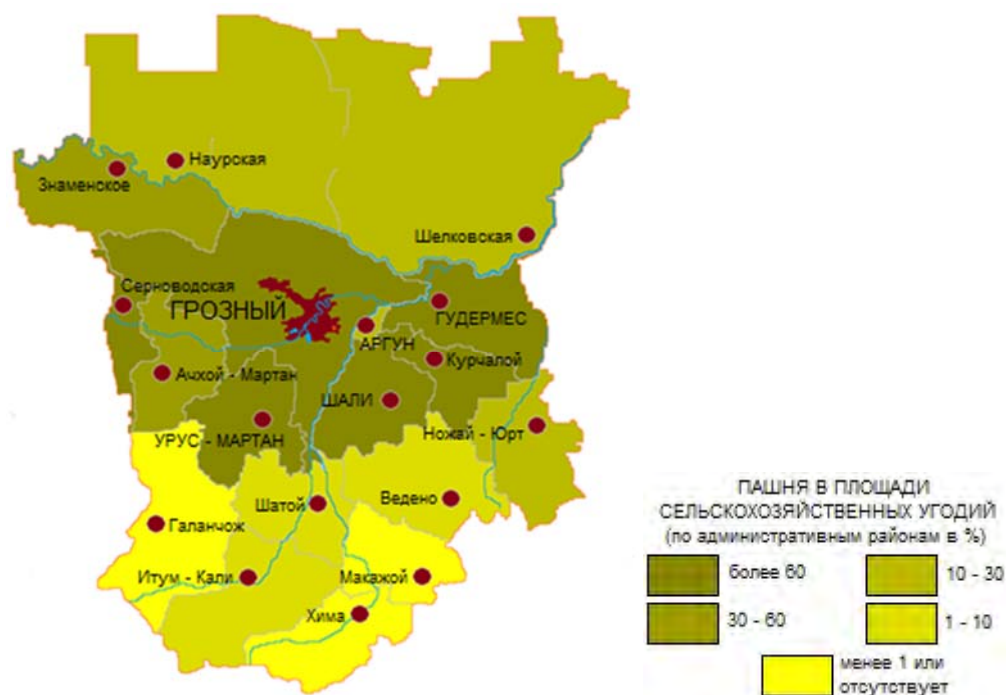 Наурская
Знаменское
Шелковская
Серноводская
ГРОЗНЫЙ
ГУДЕРМЕС
АРГУН
Курчалой
Ачхой - Мартан
ШАЛИ
Ножай - Юрт
УРУС - МАРТАН
Ведено
Шатой
Галанчож
Итум - Кали
Макажой
Хима
ПАШНЯ В ПЛОЩАДИ
СЕЛЬСКОХОЗЯЙСТВЕННЫХ УГОДИЙ
(по административным районам в %)
более 60
10 - 30
30 - 60
1 - 10
менее 1 или
отсутствует